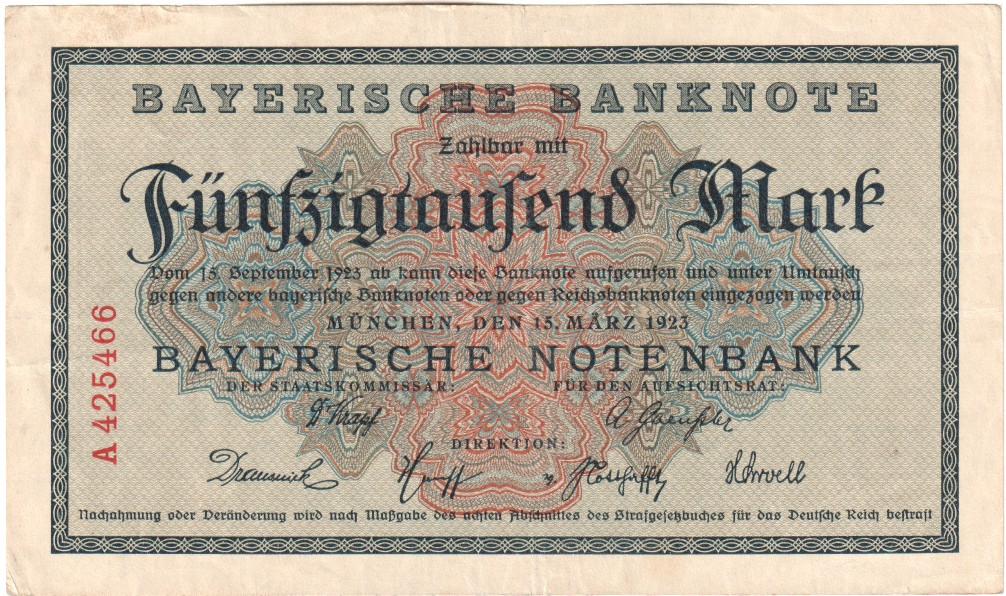 BAYERISCHE BANKNOTE
Zahlbar mit
Fünfzigtausend Mark
Vom 15. September 1923 ab kann diese Banknote aufgerufen und unter Umtausch
gegen andere bayerische Banknoten oder gegen Reichsbanknoten eingezogen werden
MÜNCHEN, DEN 15. MÄRZ 1923
BAYERISCHE NOTENBANK
DER STAATSKOMMISSAR: FÜR DEN AUFSICHTSRAT:
DIREKTION:
Nachahmung oder Veränderung wird nach Maßgabe des achten Abschnittes des Strafgesetzbuches für das Deutsche Reich bestraft
A 425466